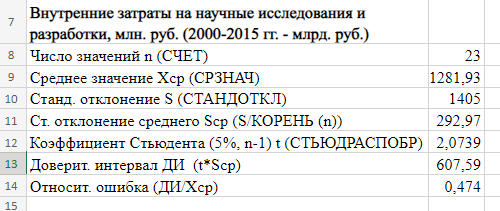 7 Внутренние затраты на научные исследования и
разработки, млн. руб. (2000-2015 гг. - млрд. руб.)
8 Число значений n (СЧЕТ) 23
9 Среднее значение Xcp (СРЗНАЧ) 1281,93
10 Станд. отклонение S (СТАНДОТКЛ) 1405
11 Ст. отклонение среднего Scp (S/КОРЕНЬ (n)) 292,97
12 Коэффициент Стьюдента (5%, n-1) t (СТЬЮДРАСПОБР) 2,0739
13 Доверит. интервал ДИ (t*Scp) 607,59
14 Относит. ошибка (ДИ/Xcp) 0,474